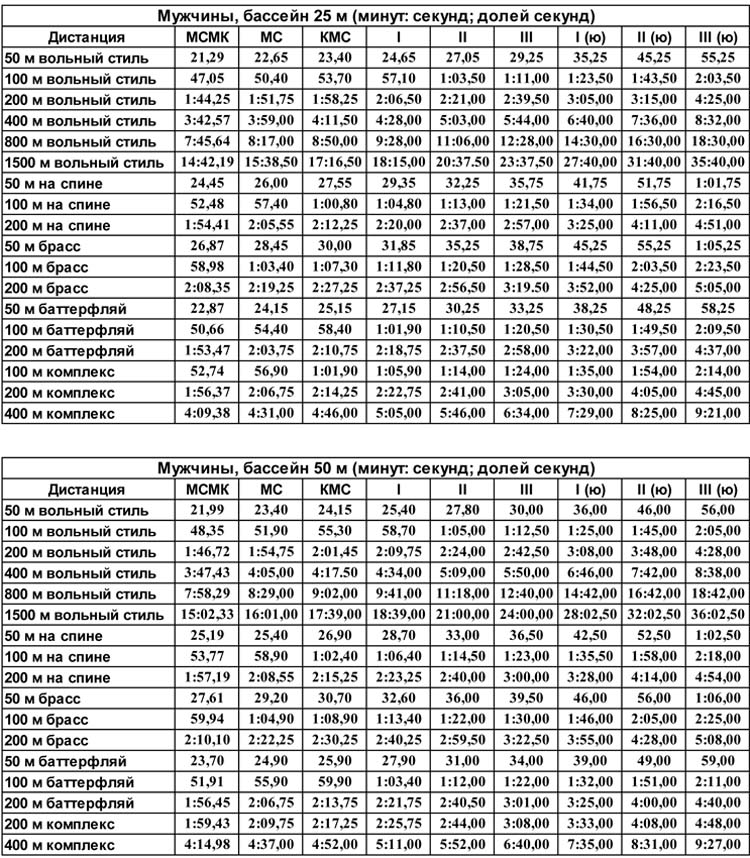 Мужчины, бассейн 25 м (минут: секунд; долей секунд)
Дистанция МСМК МС КМС I II III I (ю) II (ю) III (ю)
50 м вольный стиль 21,29 22,65 23,40 24,65 27,05 29,25 35,25 45,25 55,25
100 м вольный стиль 47,05 50,40 53,70 57,10 1:03,50 1:11,00 1:23,50 1:43,50 2:03,50
200 м вольный стиль 1:44,25 1:51,75 1:58,25 2:06,50 2:21,00 2:39,50 3:05,00 3:15,00 4:25,00
400 м вольный стиль 3:42,57 3:59,00 4:11,50 4:28,00 5:03,00 5:44,00 6:40,00 7:36,00 8:32,00
800 м вольный стиль 7:45,64 8:17,00 8:50,00 9:28,00 11:06,00 12:28,00 14:30,00 16:30,00 18:30,00
1500 м вольный стиль 14:42,19 15:38,50 17:16,50 18:15,00 20:37,50 23:37,50 27:40,00 31:40,00 35:40,00
50 м на спине 24,45 26,00 27,55 29,35 32,25 35,75 41,75 51,75 1:01,75
100 м на спине 52,48 57,40 1:00,80 1:04,80 1:13,00 1:21,50 1:34,00 1:56,50 2:16,50
200 м на спине 1:54,41 2:05,55 2:12,25 2:20,00 2:37,00 2:57,00 3:25,00 4:11,00 4:51,00
50 м брасс 26,87 28,45 30,00 31,85 35,25 38,75 45,25 55,25 1:05,25
100 м брасс 58,98 1:03,40 1:07,30 1:11,80 1:20,50 1:28,50 1:44,50 2:03,50 2:23,50
200 м брасс 2:08,35 2:19,25 2:27,25 2:37,25 2:56,50 3:19.50 3:52,00 4:25,00 5:05,00
50 м баттерфляй 22,87 24,15 25,15 27,15 30,25 33,25 38,25 48,25 58,25
100 м баттерфляй 50,66 54,40 58,40 1:01,90 1:10,50 1:20,50 1:30,50 1:49,50 2:09,50
200 м баттерфляй 1:53,47 2:03,75 2:10,75 2:18,75 2:37,50 2:58,00 3:22,00 3:57,00 4:37,00
100 м комплекс 52,74 56,90 1:01,90 1:05,90 1:14,00 1:24,00 1:35,00 1:54,00 2:14,00
200 м комплекс 1:56,37 2:06,75 2:14,25 2:22,75 2:41,00 3:05,00 3:30,00 4:05,00 4:45,00
400 м комплекс 4:09,38 4:31,00 4:46,00 5:05,00 5:46,00 6:34,00 7:29,00 8:25,00 9:21,00
Мужчины, бассейн 50 м (минут: секунд; долей секунд)
Дистанция МСМК МС КМС I II III I (ю) II (ю) III (ю)
50 м вольный стиль 21,99 23,40 24,15 25,40 27,80 30,00 36,00 46,00 56,00
100 м вольный стиль 48,35 51,90 55,30 58,70 1:05,00 1:12,50 1:25,00 1:45,00 2:05,00
200 м вольный стиль 1:46,72 1:54,75 2:01,45 2:09,75 2:24,00 2:42,50 3:08,00 3:48,00 4:28,00
400 м вольный стиль 3:47,43 4:05,00 4:17.50 4:34,00 5:09,00 5:50,00 6:46,00 7:42,00 8:38,00
800 м вольный стиль 7:58,29 8:29,00 9:02,00 9:41,00 11:18,00 12:40,00 14:42,00 16:42,00 18:42,00
1500 м вольный стиль 15:02,33 16:01,00 17:39,00 18:39,00 21:00,00 24:00,00 28:02,50 32:02,50 36:02,50
50 м на спине 25,19 25,40 26,90 28,70 33,00 36,50 42,50 52,50 1:02,50
100 м на спине 53,77 58,90 1:02,40 1:06,40 1:14,50 1:23,00 1:35,50 1:58,00 2:18,00
200 м на спине 1:57,19 2:08,55 2:15,25 2:23,25 2:40,00 3:00,00 3:28,00 4:14,00 4:54,00
50 м брасс 27,61 29,20 30,70 32,60 36,00 39,50 46,00 56,00 1:06,00
100 м брасс 59,94 1:04,90 1:08,90 1:13,40 1:22,00 1:30,00 1:46,00 2:05,00 2:25,00
200 м брасс 2:10,10 2:22,25 2:30,25 2:40,25 2:59,50 3:22,50 3:55,00 4:28,00 5:08,00
50 м баттерфляй 23,70 24,90 25,90 27,90 31,00 34,00 39,00 49,00 59,00
100 м баттерфляй 51,91 55,90 59,90 1:03,40 1:12,00 1:22,00 1:32,00 1:51,00 2:11,00
200 м баттерфляй 1:56,45 2:06,75 2:13,75 2:21,75 2:40,50 3:01,00 3:25,00 4:00,00 4:40,00
200 м комплекс 1:59,43 2:09,75 2:17,25 2:25,75 2:44,00 3:08,00 3:33,00 4:08,00 4:48,00
400 м комплекс 4:14,98 4:37,00 4:52,00 5:11,00 5:52,00 6:40,00 7:35,00 8:31,00 9:27,00